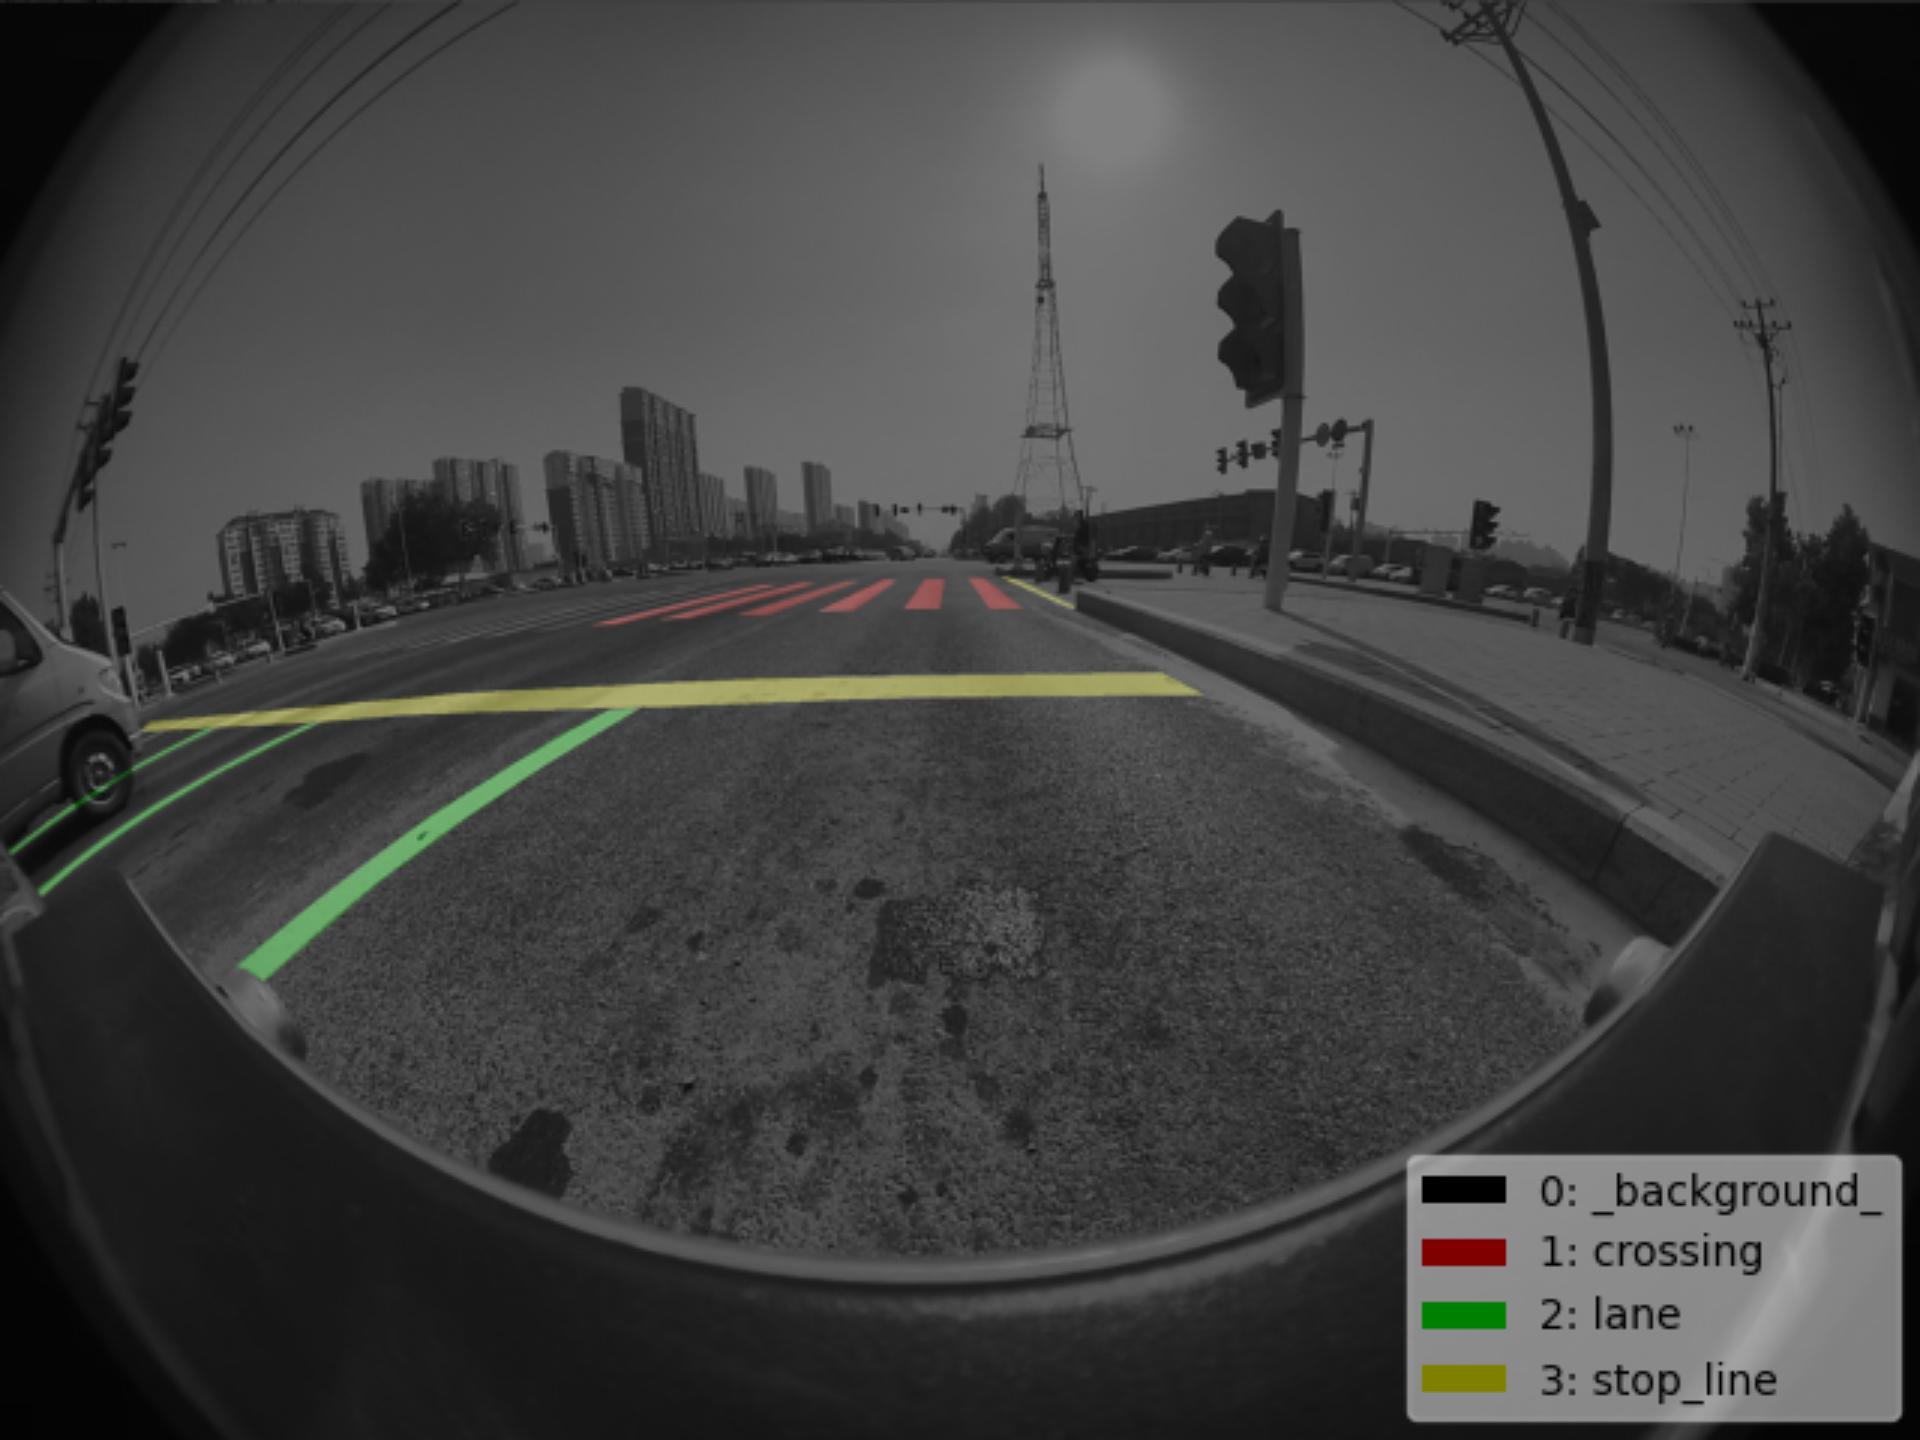 0: _background_
1: crossing
2: lane
3: stop_line